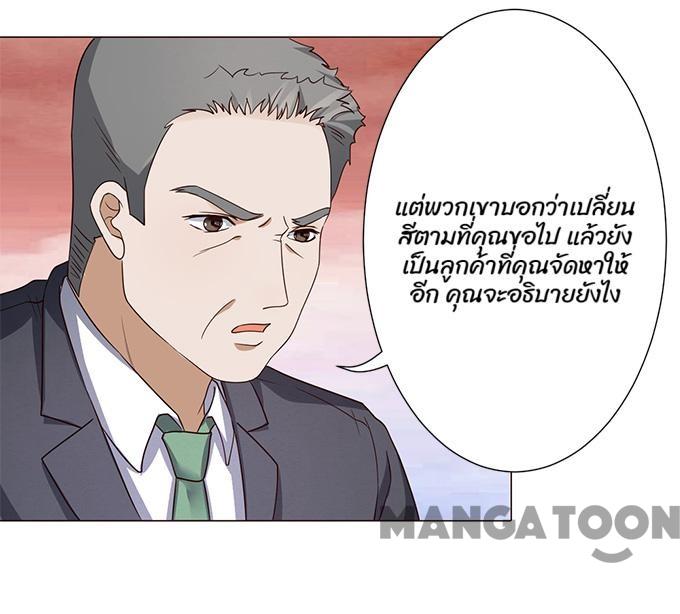 แต่พวกเขาบอกว่าเปลี่ยน
สีตามที่คุณขอไป แล้วยัง
เป็นลูกค้าที่คุณจัดหาให้
อีก คุณจะอธิบายยังไง
MANGATOON